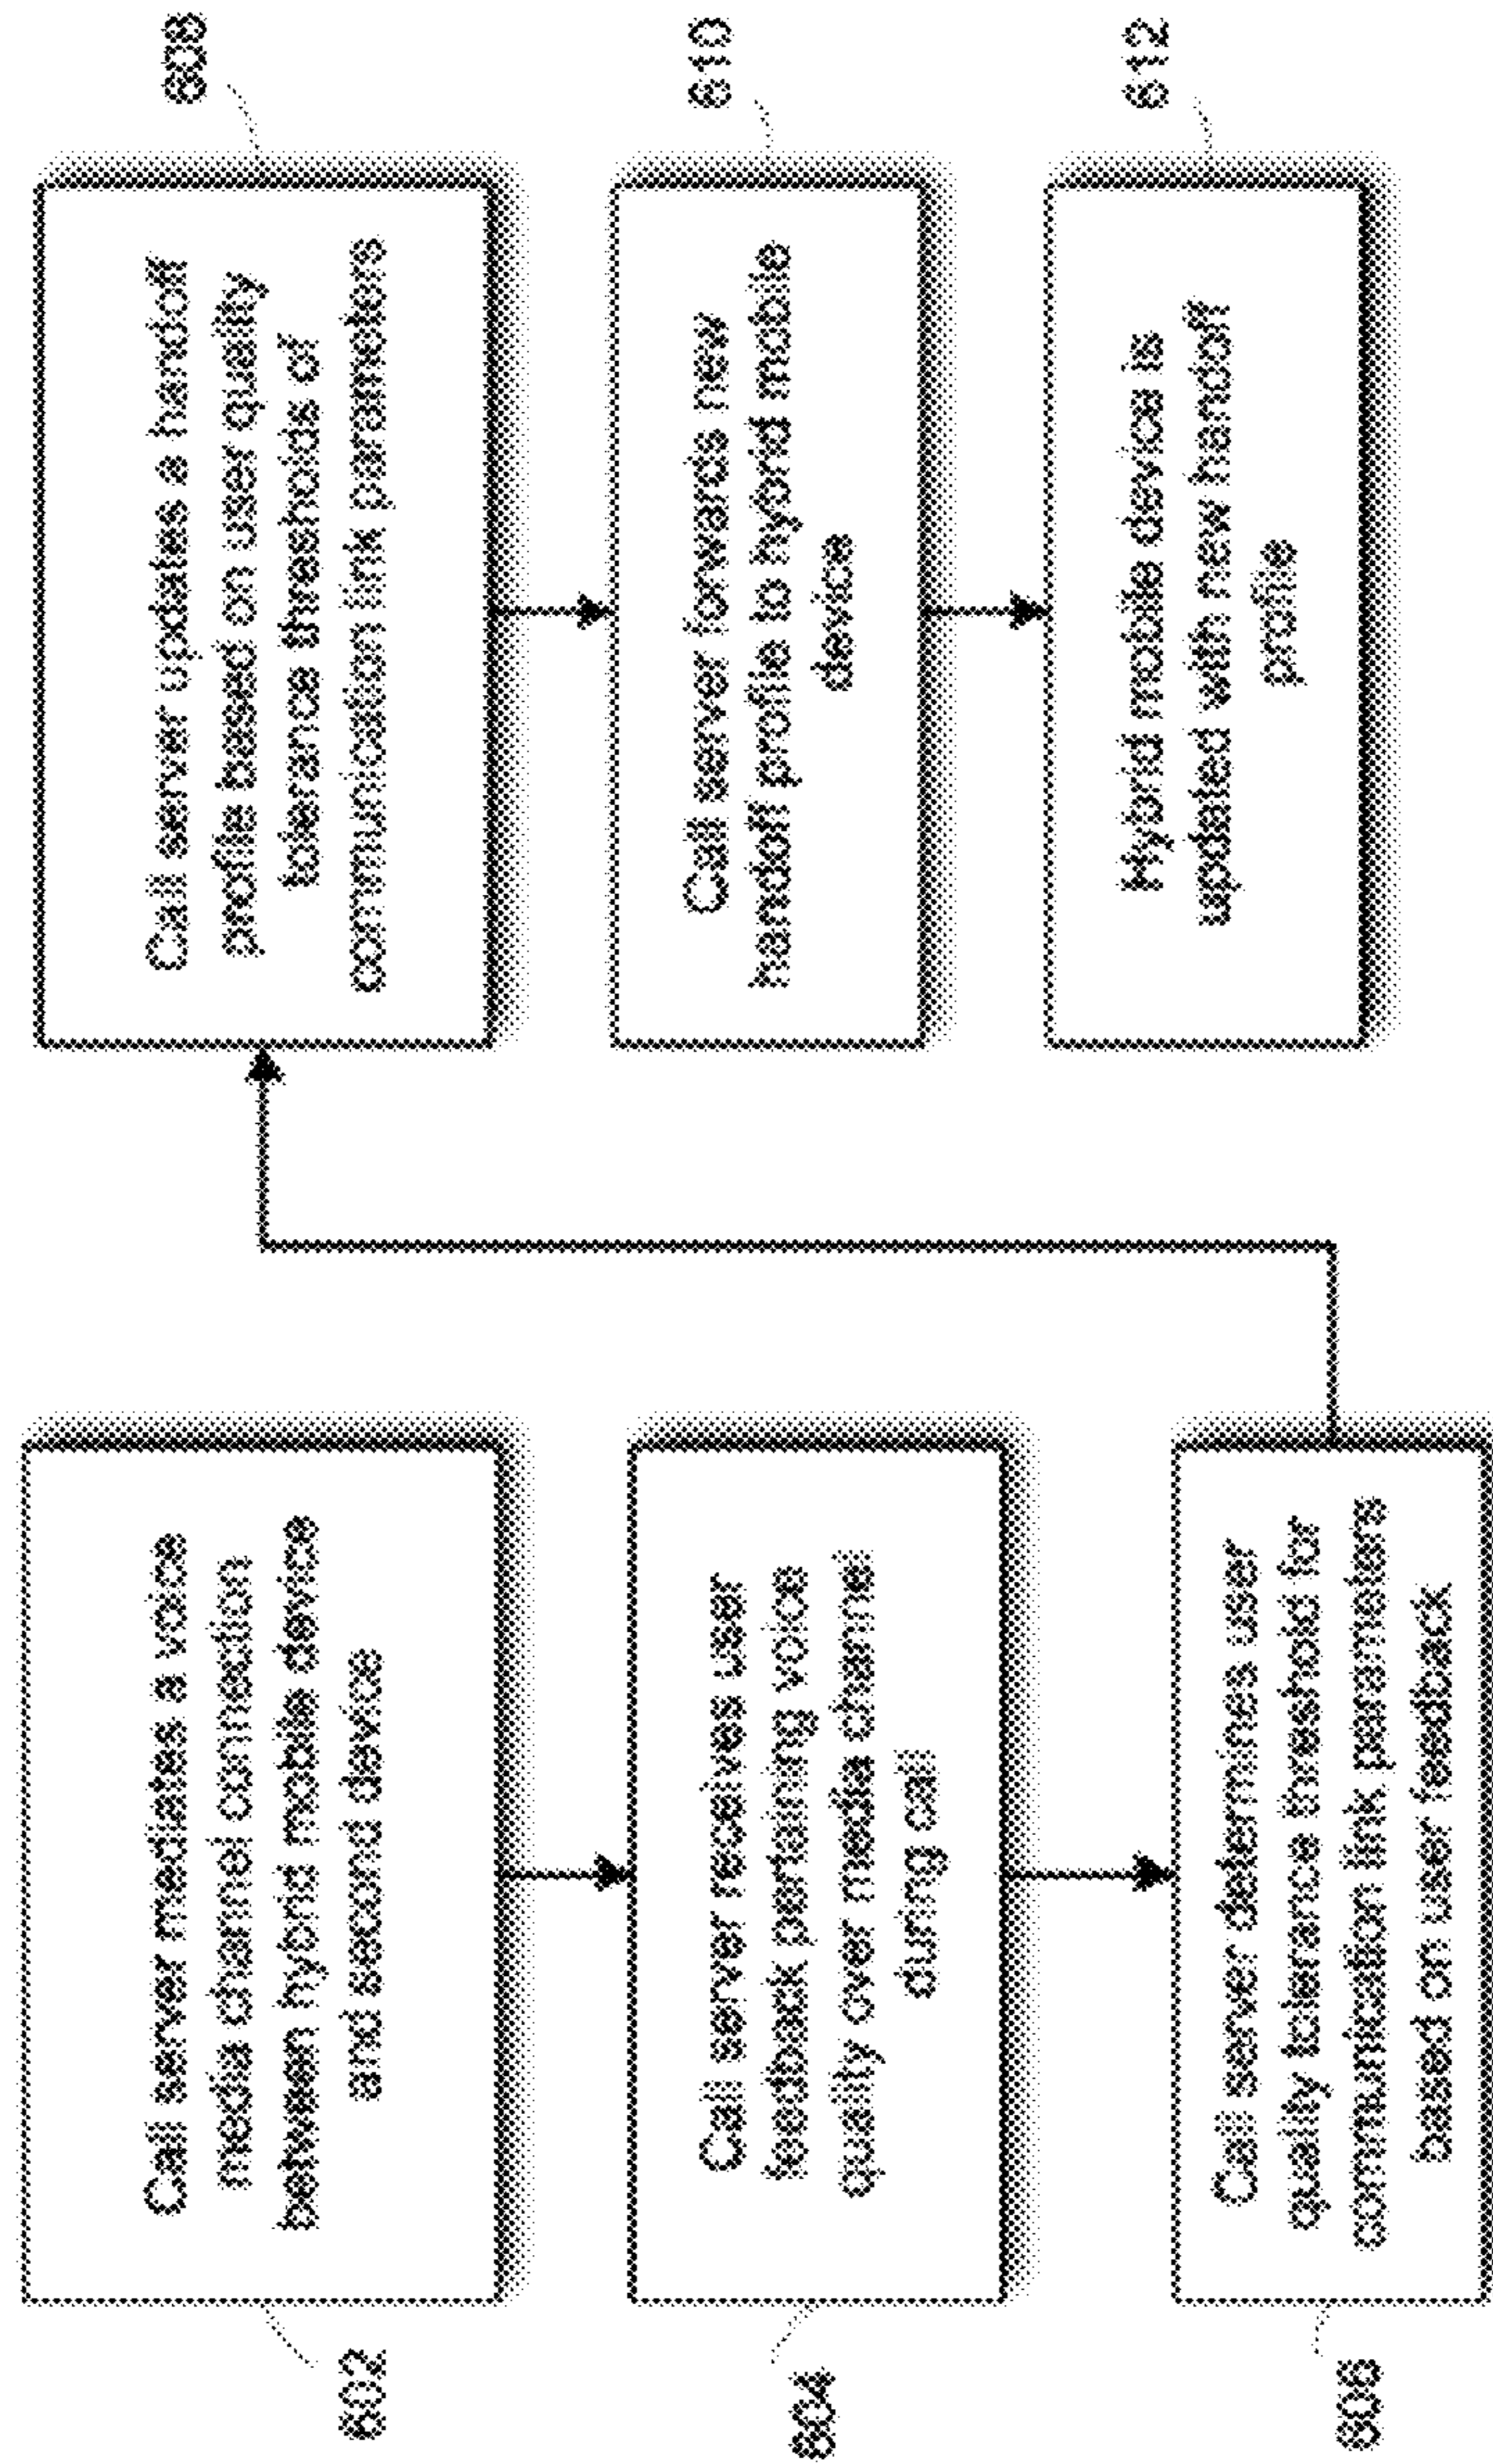 602
Call server mediates a voice
media channel connection
between hybrid mobile device
and second device
604
Call server receives user
feedback pertaining voice
quality over media channel
during call
606
Call server determines user
quality tolerance threshold for
communication link parameters
based on user feedback
608
Call server updates a handoff
profile based on user quality
tolerance thresholds of
communication link parameters
610
Call server forwards new
handoff profile to hybrid mobile
device
612
Hybrid mobile device is
updated with new handoff
profile